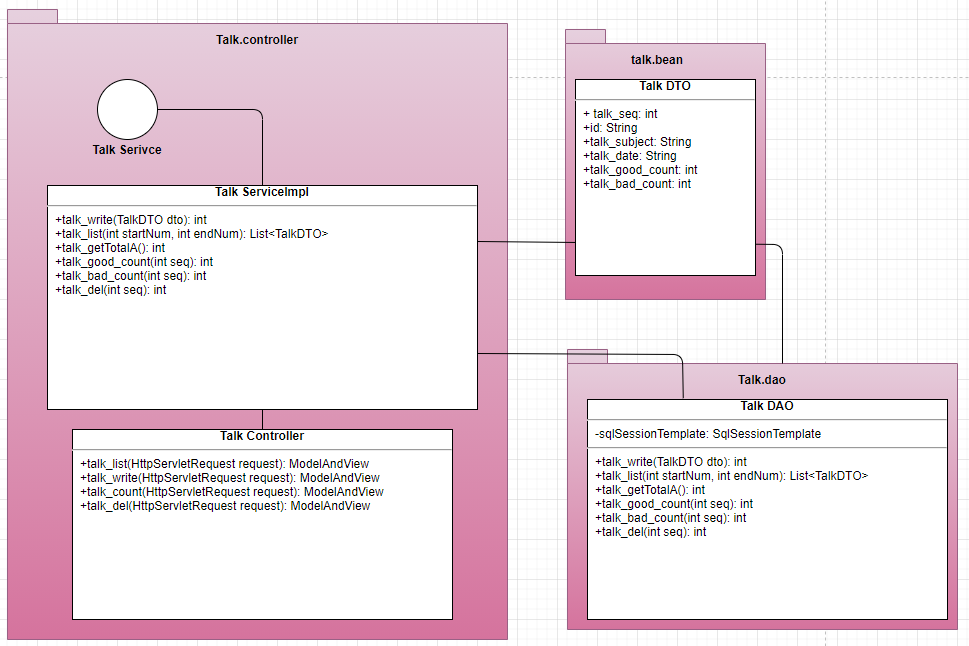 Talk.controller
Talk Serivce
Talk ServiceImpl
+talk_write(TalkDTO dto): int
+talk_list(int startNum, int endNum): List<TalkDTO>
+talk_getTotalA(): int
+talk_good_count(int seq): int
+talk_bad_count(int seq): int
+talk_del(int seq): int
Talk Controller
+talk_list(HttpServletRequest request): ModelAndView
+talk_write(HttpServletRequest request): ModelAndView
+talk_count(HttpServletRequest request): ModelAndView
+talk_del(HttpServletRequest request): ModelAndView
talk.bean
Talk DTO
+ talk_seq: int
+id: String
+talk_subject: String
+talk_date: String
+talk_good_count: int
+talk_bad_count: int
Talk.dao
Talk DAO
-sqlSessionTemplate: SqlSessionTemplate
+talk_write(TalkDTO dto): int
+talk_list(int startNum, int endNum): List<TalkDTO>
+talk_getTotalA(): int
+talk_good_count(int seq): int
+talk_bad_count(int seq): int
+talk_del(int seq): int